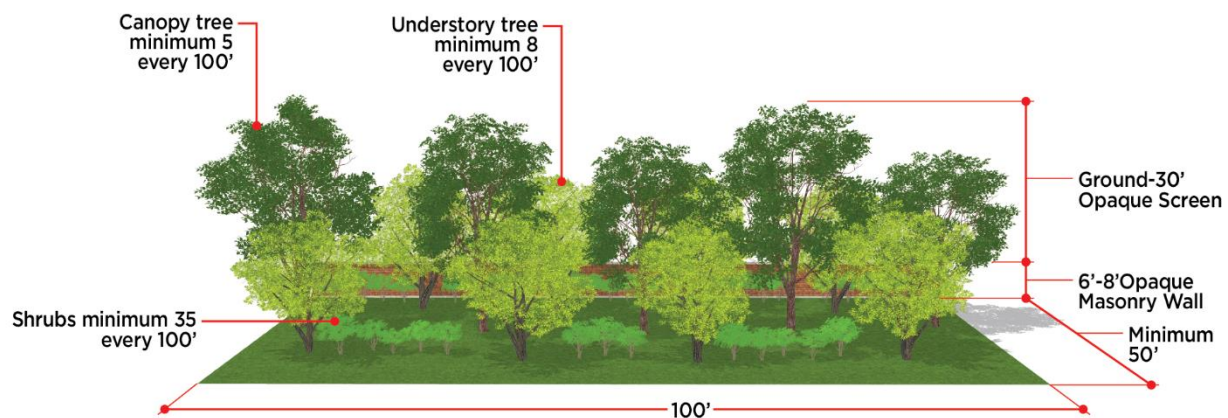 Canopy tree
minimum 5
every 100'
Understory tree
minimum 8
every 100'
Ground-30'
Opaque Screen
6'-8'Opaque
Masonry Wall
Shrubs minimum 35
every 100'
Minimum
50'
100'